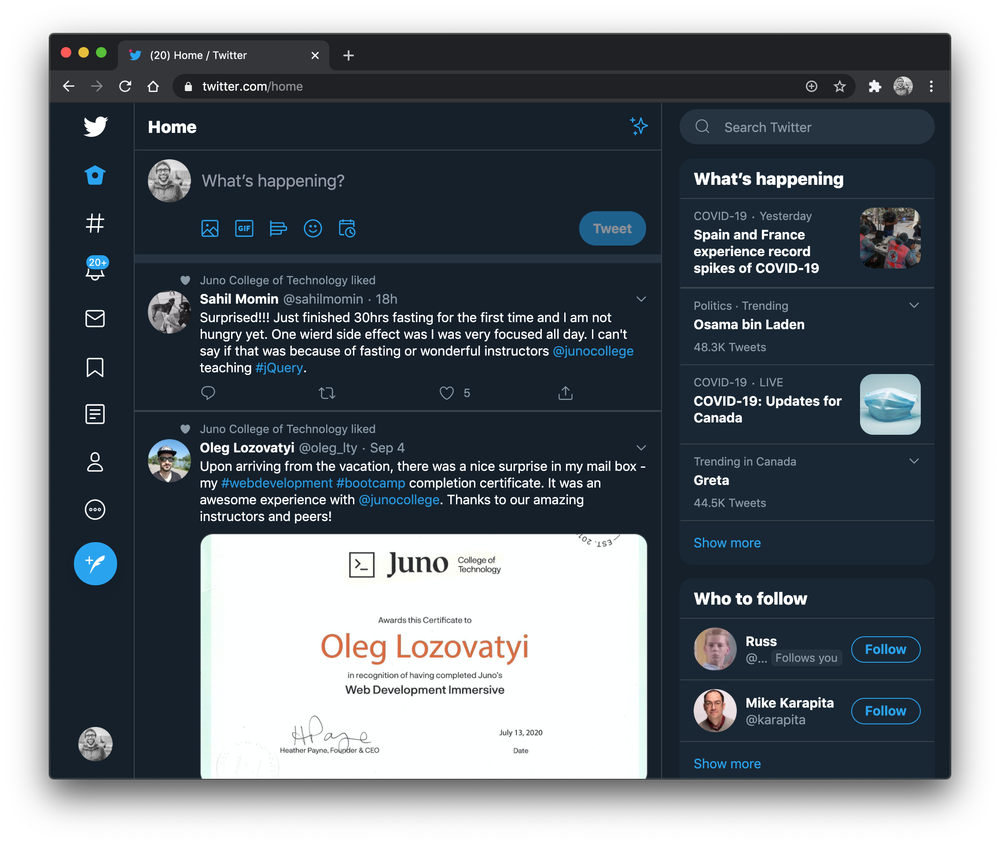 (20) Home / Twitter
twitter.com/home
Home
What's happening?
GIF
Tweet
20+
Juno College of Technology liked
Sahil Momin @sahilmomin · 18h
Surprised!!! Just finished 30hrs fasting for the first time and I am not
hungry yet. One wierd side effect was I was very focused all day. I can't
say if that was because of fasting or wonderful instructors @junocollege
teaching #jQuery.
5
Juno College of Technology liked
Oleg Lozovatyi @oleg_lty · Sep 4
Upon arriving from the vacation, there was a nice surprise in my mail box -
my #webdevelopment #bootcamp completion certificate. It was an
awesome experience with @junocollege. Thanks to our amazing
instructors and peers!
EST. 201
Juno College of
Technology
Awards this Certificate to
Oleg Lozovatyi
in recognition of having completed Juno's
Web Development Immersive
HPayne
Heather Payne, Founder & CEO
July 13, 2020
Date
Search Twitter
What's happening
COVID-19 · Yesterday
Spain and France
experience record
spikes of COVID-19
Politics · Trending
Osama bin Laden
48.3K Tweets
COVID-19 · LIVE
COVID-19: Updates for
Canada
Trending in Canada
Greta
44.5K Tweets
Show more
Who to follow
Russ
@... Follows you
Follow
Mike Karapita
@karapita
Follow
Show more